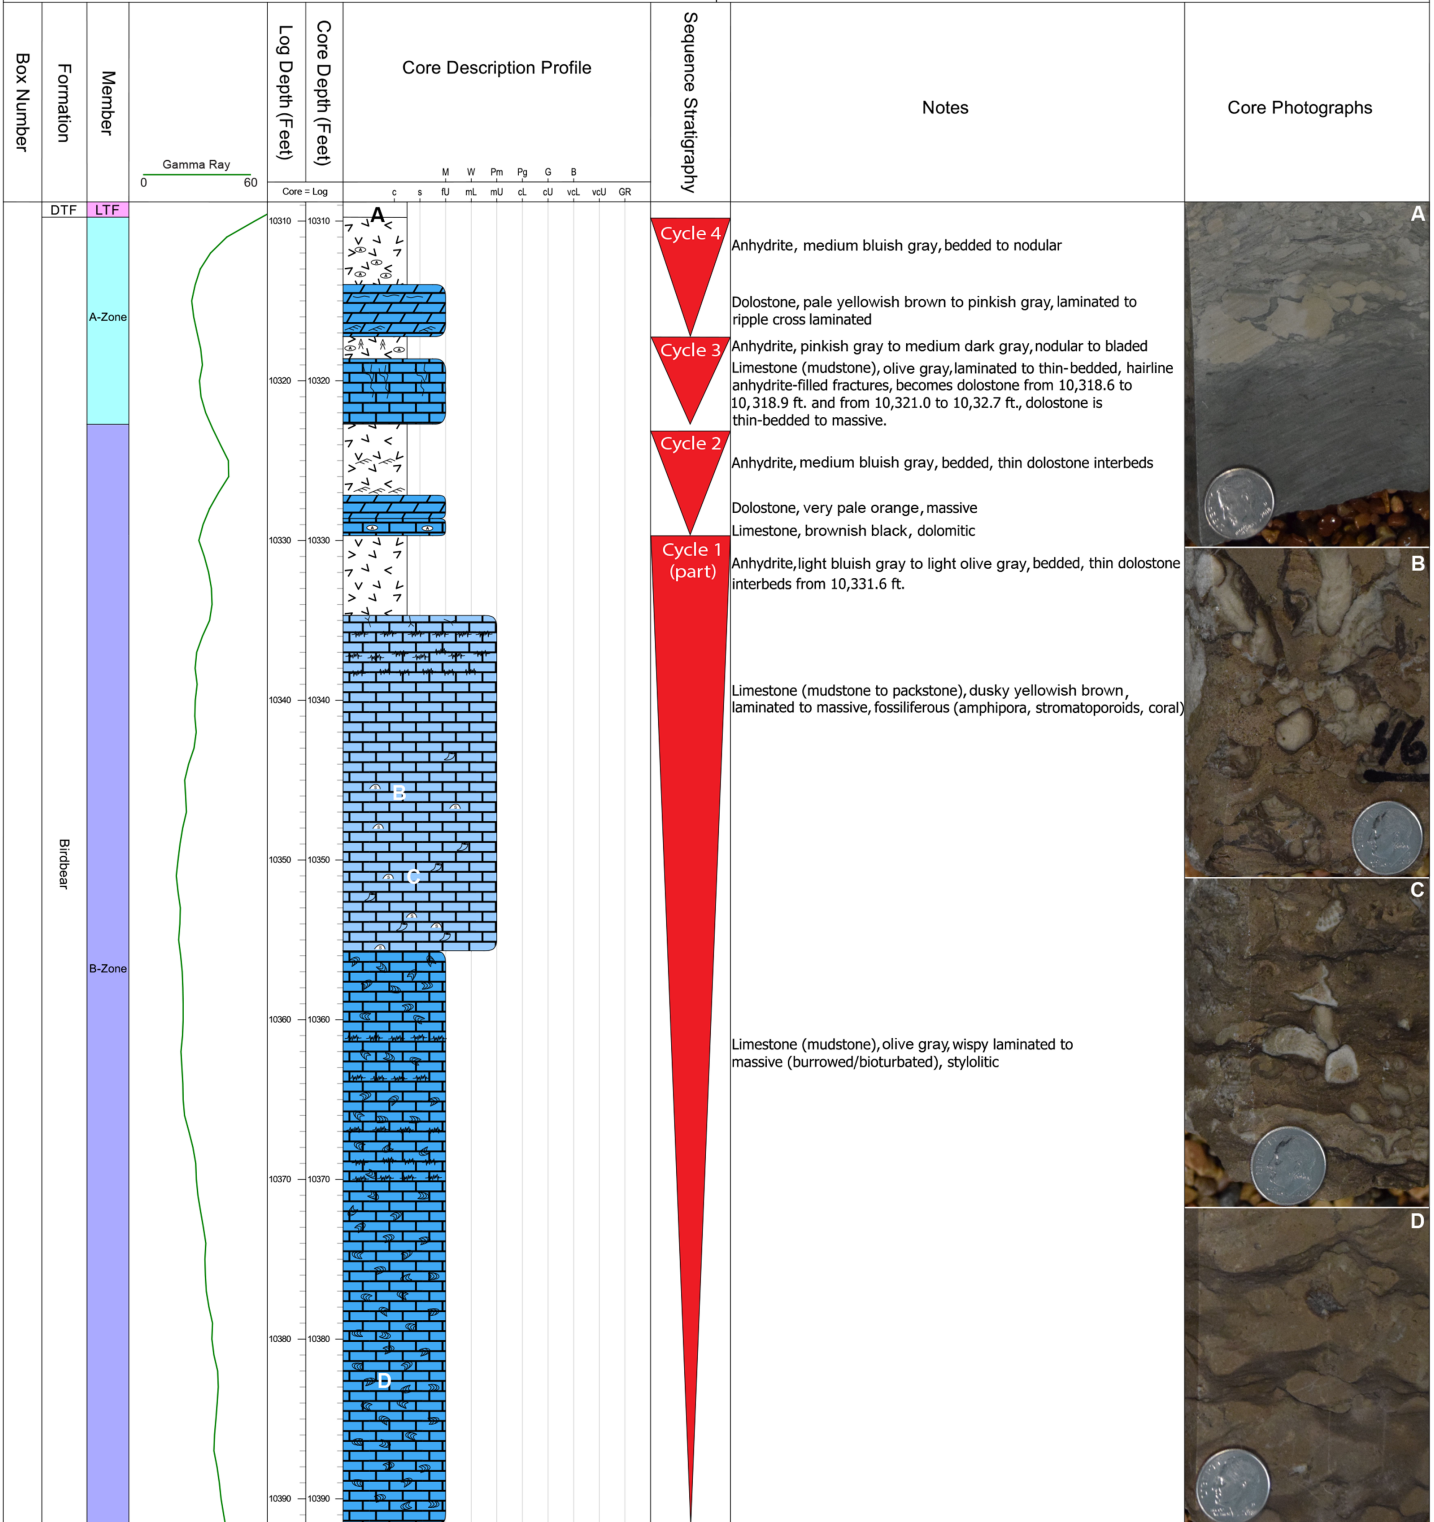 Box Number
Formation
Member
Gamma Ray
0 60
Log Depth (Feet)
Core Depth (Feet)
Core = Log
Core Description Profile
M W Pm Pg G B
c s fU mL mU cL cU vcL vcU GR
Sequence Stratigraphy
Notes
Core Photographs
DTF
LTF
A-Zone
B-Zone
Birdbear
10310 10310
10320 10320
10330 10330
10340 10340
10350 10350
10360 10360
10370 10370
10380 10380
10390 10390
A
B
C
D
Cycle 4
Cycle 3
Cycle 2
Cycle 1
(part)
Anhydrite, medium bluish gray, bedded to nodular
Dolostone, pale yellowish brown to pinkish gray, laminated to
ripple cross laminated
Anhydrite, pinkish gray to medium dark gray, nodular to bladed
Limestone (mudstone), olive gray, laminated to thin-bedded, hairline
anhydrite-filled fractures, becomes dolostone from 10,318.6 to
10,318.9 ft. and from 10,321.0 to 10,32.7 ft., dolostone is
thin-bedded to massive.
Anhydrite, medium bluish gray, bedded, thin dolostone interbeds
Dolostone, very pale orange, massive
Limestone, brownish black, dolomitic
Anhydrite, light bluish gray to light olive gray, bedded, thin dolostone
interbeds from 10,331.6 ft.
Limestone (mudstone to packstone), dusky yellowish brown,
laminated to massive, fossiliferous (amphipora, stromatoporoids, coral)
Limestone (mudstone), olive gray, wispy laminated to
massive (burrowed/bioturbated), stylolitic
A
B
46
C
D